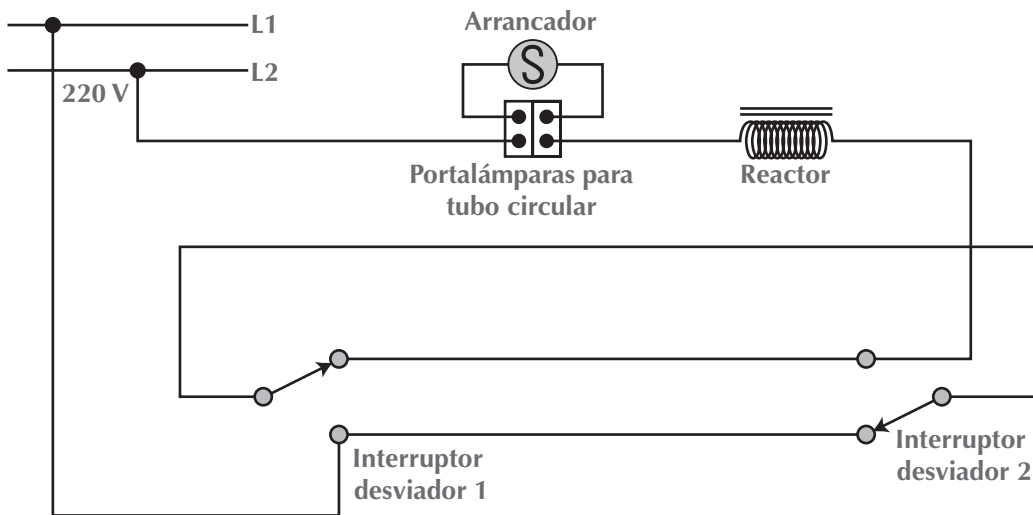 L1
L2
220 V
Arrancador
S
Portalámparas para
tubo circular
Reactor
Interruptor
desviador 1
Interruptor
desviador 2